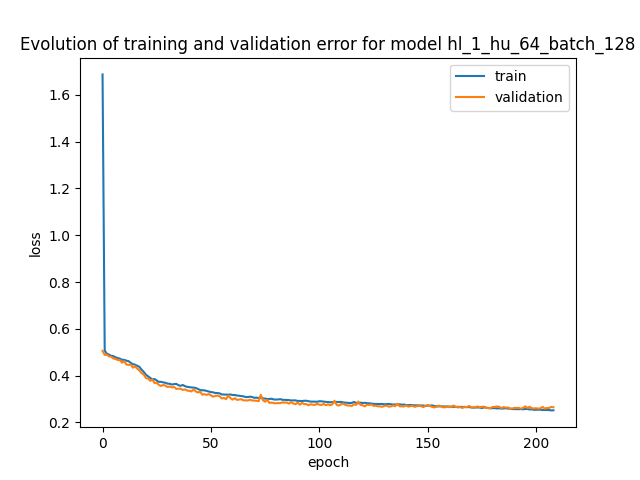 Evolution of training and validation error for model hl_1_hu_64_batch_128
train
validation
1.6
1.4
1.2
1.0
0.8
0.6
0.4
0.2
loss
0
50
100
150
200
epoch